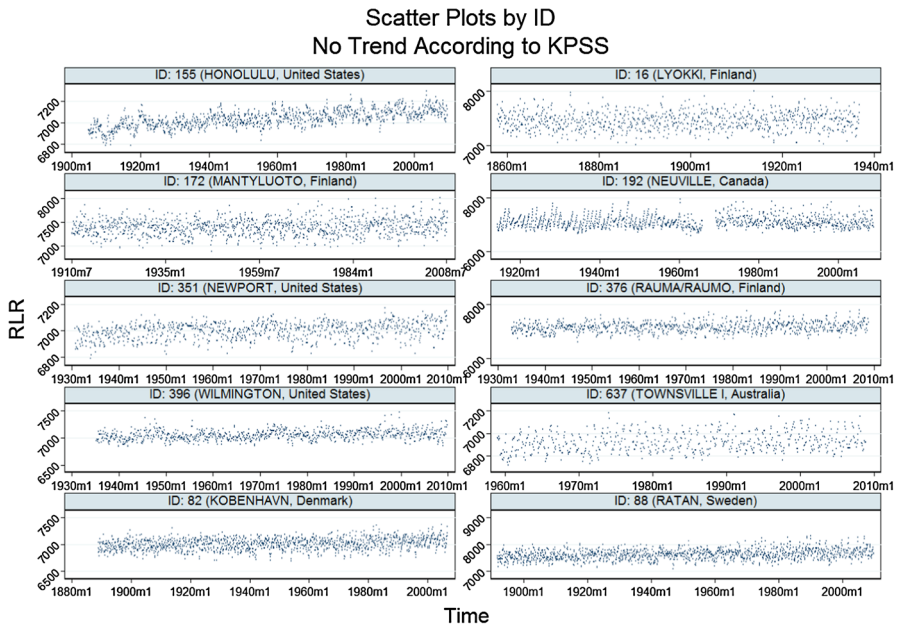 Scatter Plots by ID
No Trend According to KPSS
ID: 155 (HONOLULU, United States)
7200
7000
6800
1900m1 1920m1 1940m1 1960m1 1980m1 2000m1
ID: 16 (LYOKKI, Finland)
8000
7000
1860m1 1880m1 1900m1 1920m1 1940m1
ID: 172 (MANTYLUOTO, Finland)
8000
7500
7000
1910m7 1935m1 1959m7 1984m1 2008m7
ID: 192 (NEUVILLE, Canada)
8000
6000
1920m1 1940m1 1960m1 1980m1 2000m1
ID: 351 (NEWPORT, United States)
7200
7000
6800
1930m1 1940m1 1950m1 1960m1 1970m1 1980m1 1990m1 2000m1 2010m1
ID: 376 (RAUMA/RAUMO, Finland)
8000
6000
1930m1 1940m1 1950m1 1960m1 1970m1 1980m1 1990m1 2000m1 2010m1
ID: 396 (WILMINGTON, United States)
7500
7000
6500
1930m1 1940m1 1950m1 1960m1 1970m1 1980m1 1990m1 2000m1 2010m1
ID: 637 (TOWNSVILLE I, Australia)
7200
7000
6800
1960m1 1970m1 1980m1 1990m1 2000m1 2010m1
ID: 82 (KOBENHAVN, Denmark)
7500
7000
6500
1880m1 1900m1 1920m1 1940m1 1960m1 1980m1 2000m1
ID: 88 (RATAN, Sweden)
9000
8000
7000
1900m1 1920m1 1940m1 1960m1 1980m1 2000m1
RLR
Time